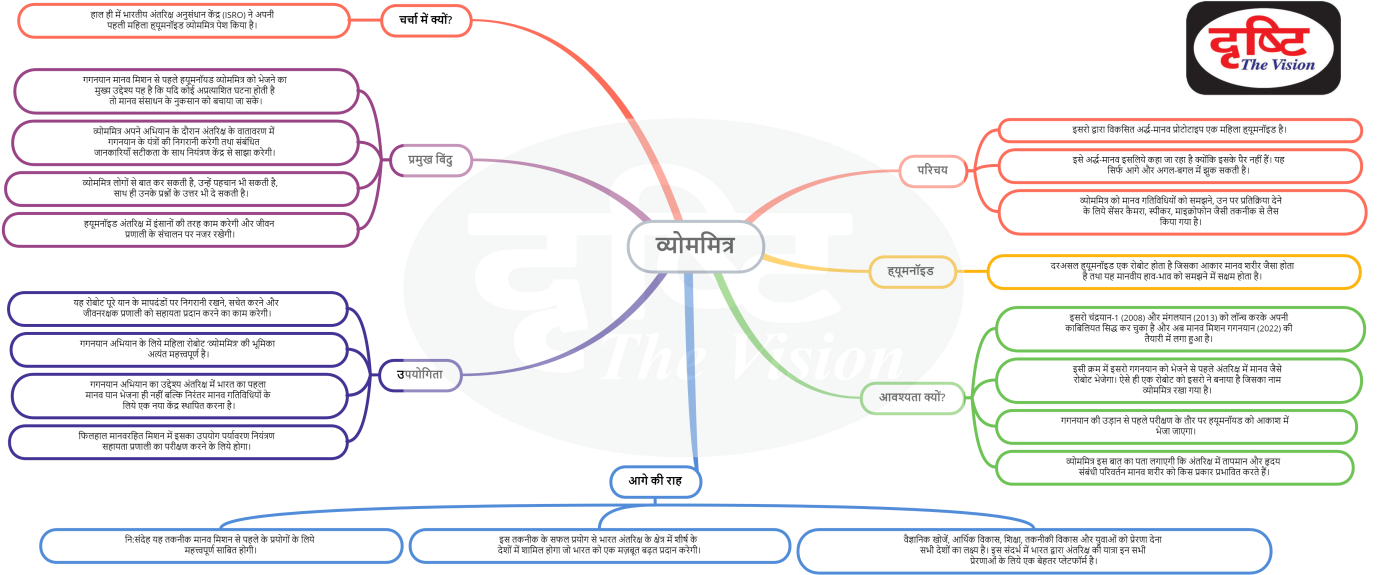 हाल ही में भारतीय अंतरिक्ष अनुसंधान केंद्र (ISRO) ने अपनी
पहली महिला ह्यूमनॉइड व्योममित्र पेश किया है।
चर्चा में क्यों?
गगनयान मानव मिशन से पहले ह्यूमनॉयड व्योममित्र को भेजने का
मुख्य उद्देश्य यह है कि यदि कोई अप्रत्याशित घटना होती है
तो मानव संसाधन के नुकसान को बचाया जा सके।
व्योममित्र अपने अभियान के दौरान अंतरिक्ष के वातावरण में
गगनयान के यंत्रों की निगरानी करेगी तथा संबंधित
जानकारियाँ सटीकता के साथ नियंत्रण केंद्र से साझा करेगी।
व्योममित्र लोगों से बात कर सकती है, उन्हें पहचान भी सकती है,
साथ ही उनके प्रश्नों के उत्तर भी दे सकती है।
ह्यूमनॉइड अंतरिक्ष में इंसानों की तरह काम करेगी और जीवन
प्रणाली के संचालन पर नजर रखेगी।
प्रमुख बिंदु
यह रोबोट पूरे यान के मापदंडों पर निगरानी रखने, सचेत करने और
जीवनरक्षक प्रणाली को सहायता प्रदान करने का काम करेगी।
गगनयान अभियान के लिये महिला रोबोट 'व्योममित्र' की भूमिका
अत्यंत महत्त्वपूर्ण है।
गगनयान अभियान का उद्देश्य अंतरिक्ष में भारत का पहला
मानव यान भेजना ही नहीं बल्कि निरंतर मानव गतिविधियों के
लिये एक नया केंद्र स्थापित करना है।
फिलहाल मानवरहित मिशन में इसका उपयोग पर्यावरण नियंत्रण
सहायता प्रणाली का परीक्षण करने के लिये होगा।
उपयोगिता
व्योममित्र
दृष्टि
The Vision
दृष्टि
The Vision
परिचय
इसरो द्वारा विकसित अर्द्ध-मानव प्रोटोटाइप एक महिला ह्यूमनॉइड है।
इसे अर्द्ध-मानव इसलिये कहा जा रहा है क्योंकि इसके पैर नहीं हैं। यह
सिर्फ आगे और अगल-बगल में झुक सकती है।
व्योममित्र को मानव गतिविधियों को समझने, उन पर प्रतिक्रिया देने
के लिये सेंसर कैमरा, स्पीकर, माइक्रोफोन जैसी तकनीक से लैस
किया गया है।
ह्यूमनॉइड
दरअसल ह्यूमनॉइड एक रोबोट होता है जिसका आकार मानव शरीर जैसा होता
है तथा यह मानवीय हाव-भाव को समझने में सक्षम होता है।
आवश्यता क्यों?
इसरो चंद्रयान-1 (2008) और मंगलयान (2013) को लॉन्च करके अपनी
काबिलियत सिद्ध कर चुका है और अब मानव मिशन गगनयान (2022) की
तैयारी में लगा हुआ है।
इसी क्रम में इसरो गगनयान को भेजने से पहले अंतरिक्ष में मानव जैसे
रोबोट भेजेगा। ऐसे ही एक रोबोट को इसरो ने बनाया है जिसका नाम
व्योममित्र रखा गया है।
गगनयान की उड़ान से पहले परीक्षण के तौर पर ह्यूमनॉयड को आकाश में
भेजा जाएगा।
व्योममित्र इस बात का पता लगाएगी कि अंतरिक्ष में तापमान और हृदय
संबंधी परिवर्तन मानव शरीर को किस प्रकार प्रभावित करते हैं।
आगे की राह
नि:संदेह यह तकनीक मानव मिशन से पहले के प्रयोगों के लिये
महत्त्वपूर्ण साबित होगी।
इस तकनीक के सफल प्रयोग से भारत अंतरिक्ष के क्षेत्र में शीर्ष के
देशों में शामिल होगा जो भारत को एक मज़बूत बढ़त प्रदान करेगी।
वैज्ञानिक खोजें, आर्थिक विकास, शिक्षा, तकनीकी विकास और युवाओं को प्रेरणा देना
सभी देशों का लक्ष्य है। इस संदर्भ में भारत द्वारा अंतरिक्ष की यात्रा इन सभी
प्रेरणाओं के लिये एक बेहतर प्लेटफॉर्म है।